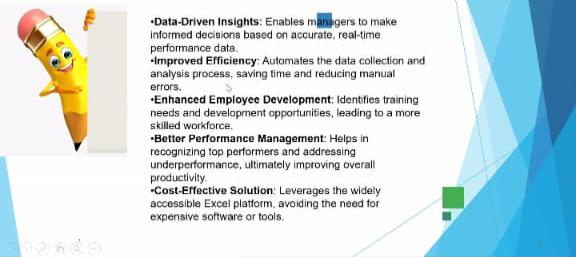 •Data-Driven Insights: Enables managers to make
informed decisions based on accurate, real-time
performance data.
•Improved Efficiency: Automates the data collection and
analysis process, saving time and reducing manual
errors.
•Enhanced Employee Development: Identifies training
needs and development opportunities, leading to a more
skilled workforce.
•Better Performance Management: Helps in
recognizing top performers and addressing
underperformance, ultimately improving overall
productivity.
•Cost-Effective Solution: Leverages the widely
accessible Excel platform, avoiding the need for
expensive software or tools.